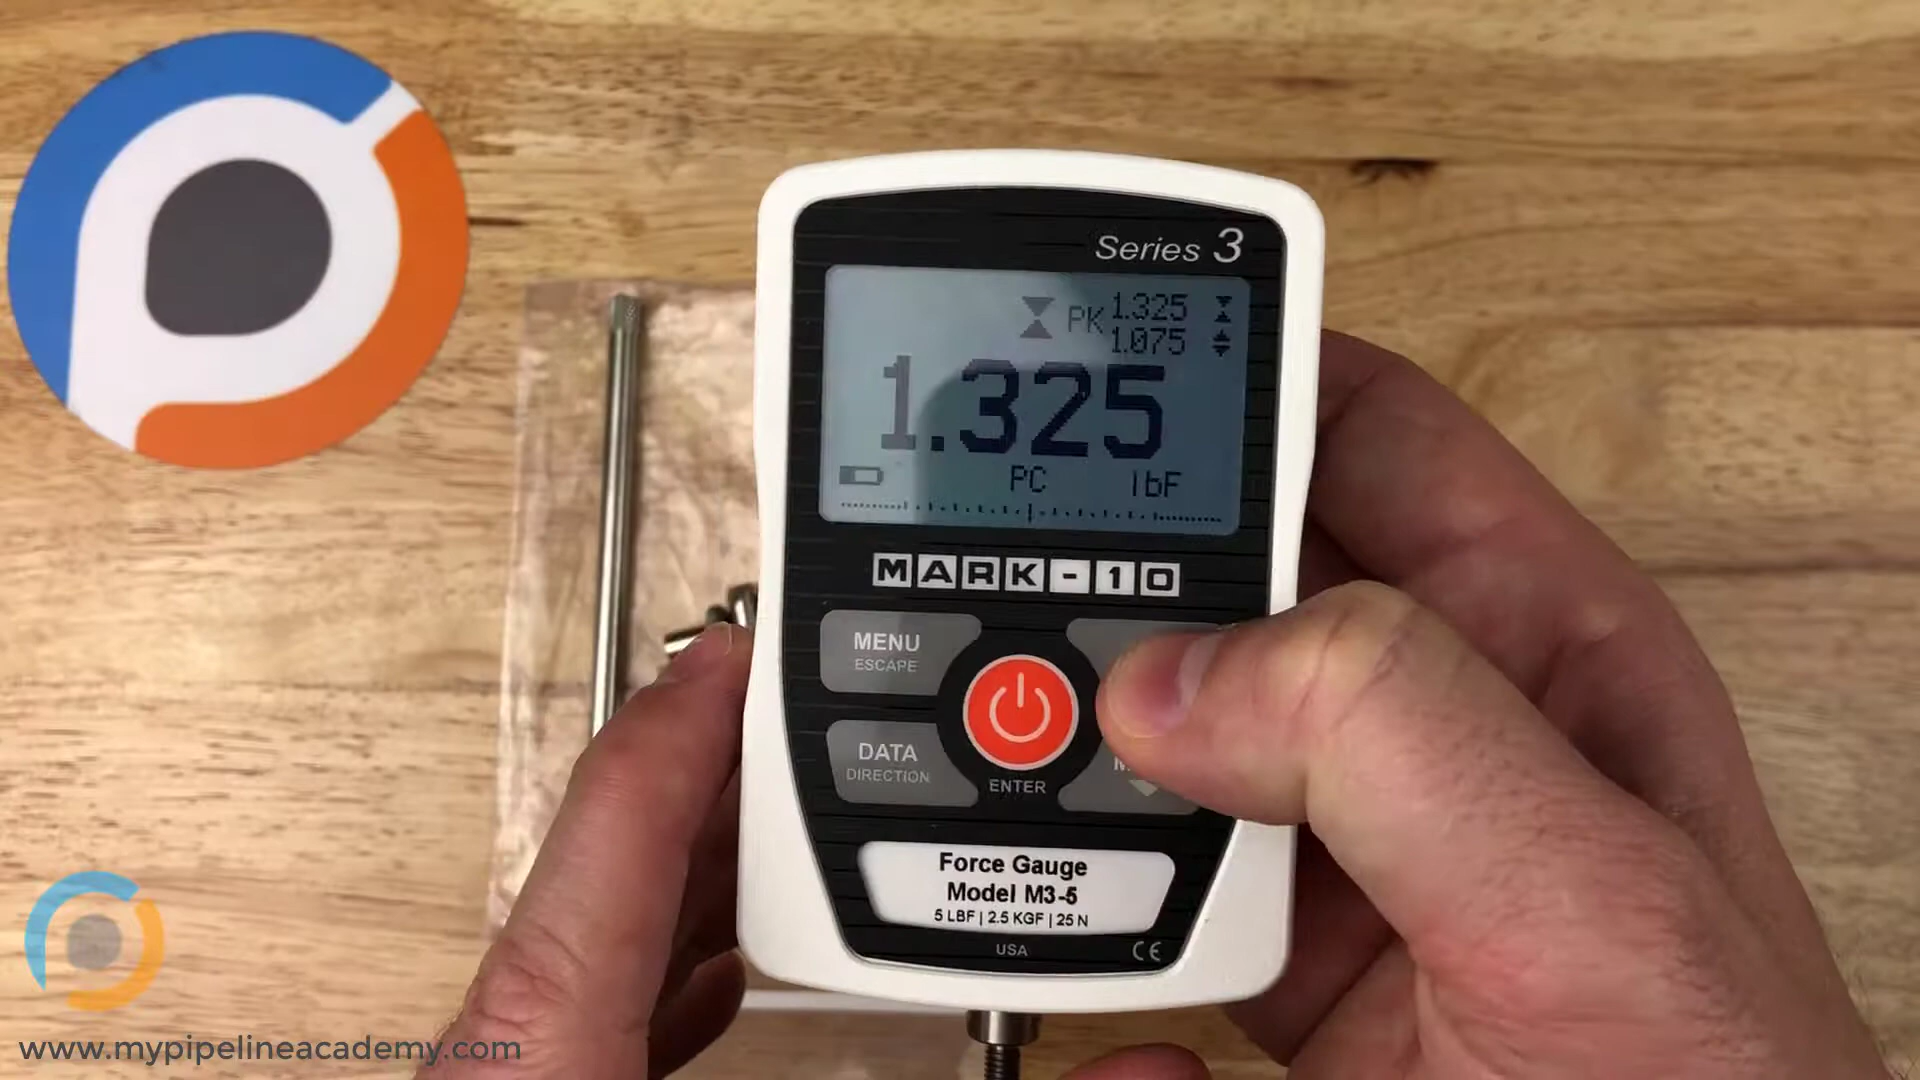 Series 3
PK 1.325
1.075
1.325
PC lbF
MARK-10
MENU
ESCAPE
DATA
DIRECTION
ENTER
Force Gauge
Model M3-5
5 LBF | 2.5 KGF | 25 N
USA CE
www.mypipelineacademy.com